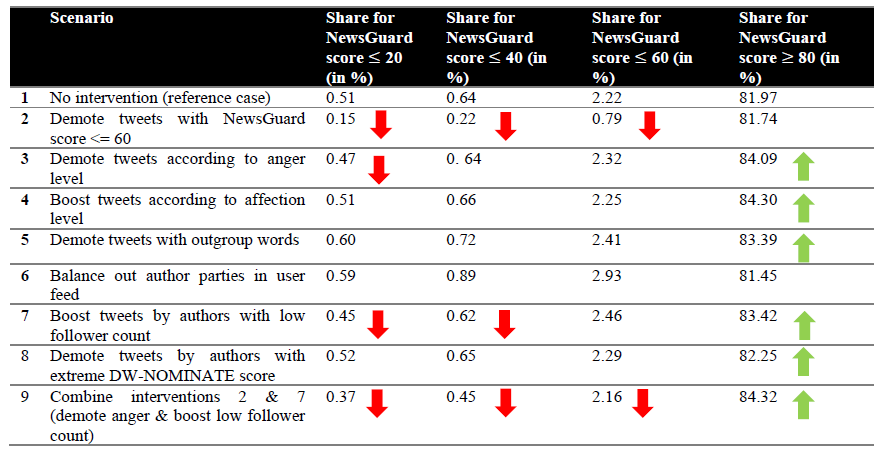 Scenario Share for NewsGuard score ≤ 20 (in %) Share for NewsGuard score ≤ 40 (in %) Share for NewsGuard score ≤ 60 (in %) Share for NewsGuard score ≥ 80 (in %)
1 No intervention (reference case) 0.51 0.64 2.22 81.97
2 Demote tweets with NewsGuard score <= 60 0.15 0.22 0.79 81.74
3 Demote tweets according to anger level 0.47 0. 64 2.32 84.09
4 Boost tweets according to affection level 0.51 0.66 2.25 84.30
5 Demote tweets with outgroup words 0.60 0.72 2.41 83.39
6 Balance out author parties in user feed 0.59 0.89 2.93 81.45
7 Boost tweets by authors with low follower count 0.45 0.62 2.46 83.42
8 Demote tweets by authors with extreme DW-NOMINATE score 0.52 0.65 2.29 82.25
9 Combine interventions 2 & 7 (demote anger & boost low follower count) 0.37 0.45 2.16 84.32